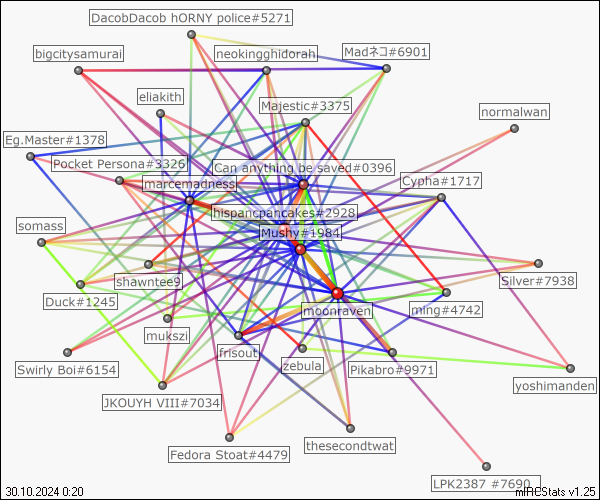 DacobDacob hORNY police#5271
bigcitysamurai
neokingghidorah
Madネコ#6901
eliakith
Majestic#3375
normalwan
Eg.Master#1378
Pocket Persona#3326
Can anything be saved#0396
marcemadness
Cypha#1717
hispancpancakes#2928
somass
Mushy#1984
shawntee9
Silver#7938
Duck#1245
moonraven
ming#4742
mukszi
frisout
zebula
Swirly Boi#6154
Pikabro#9971
yoshimanden
JKOUYH VIII#7034
thesecondtwat
Fedora Stoat#4479
LPK2387 #7690
30.10.2024 0:20
mIRCStats v1.25